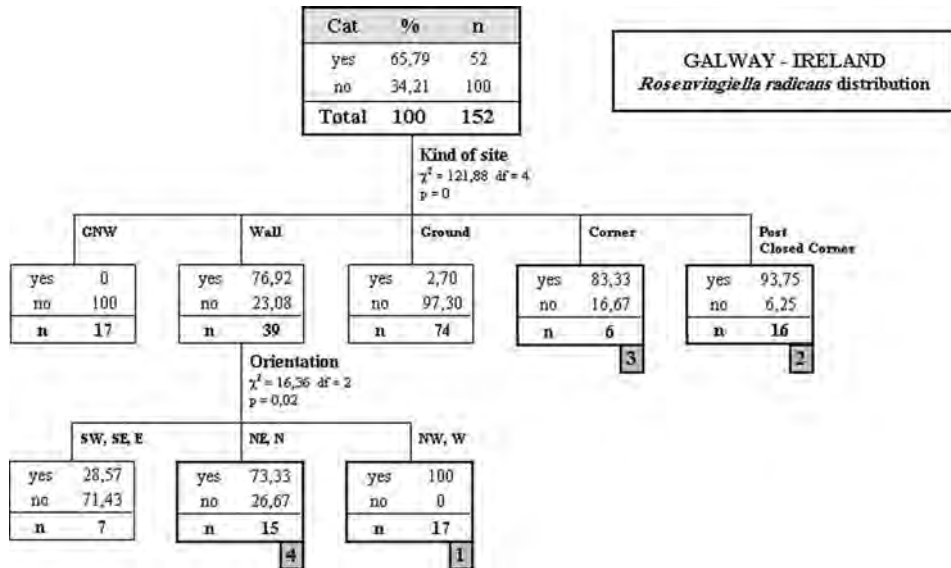 Cat % n
yes 65,79 52
no 34,21 100
Total 100 152
GALWAY - IRELAND
Rosenvingiella radicans distribution
Kind of site
χ² = 121,88 df = 4
p = 0
GNW
yes 0
no 100
n 17
Wall
yes 76,92
no 23,08
n 39
Ground
yes 2,70
no 97,30
n 74
Corner
yes 83,33
no 16,67
n 6
3
Post
Closed Corner
yes 93,75
no 6,25
n 16
2
Orientation
χ² = 16,36 df = 2
p = 0,02
SW, SE, E
yes 28,57
no 71,43
n 7
NE, N
yes 73,33
no 26,67
n 15
4
NW, W
yes 100
no 0
n 17
1